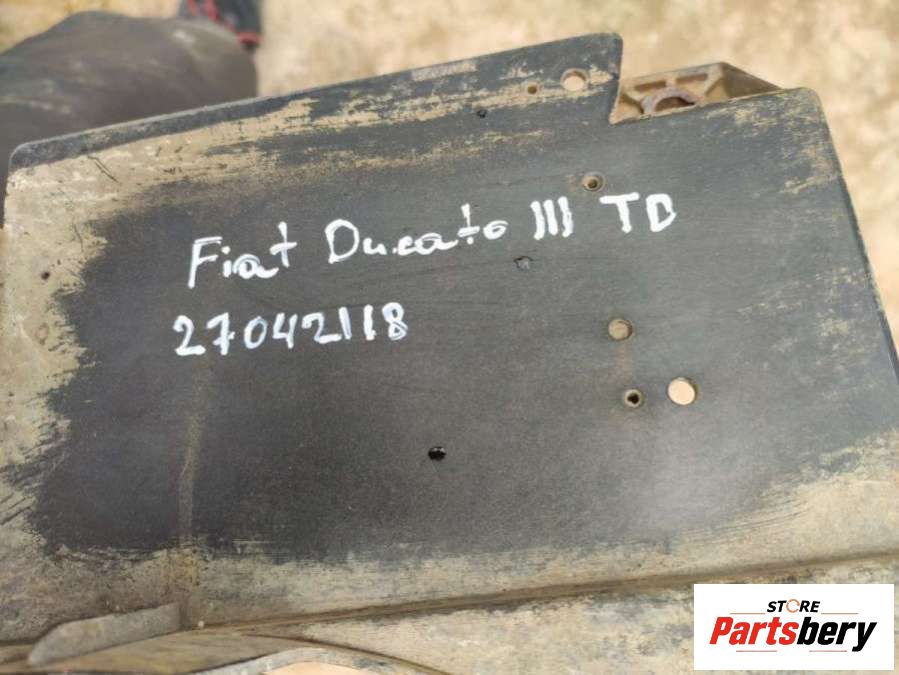 Fiat Ducato III TD
27042118
STORE
Partsbery